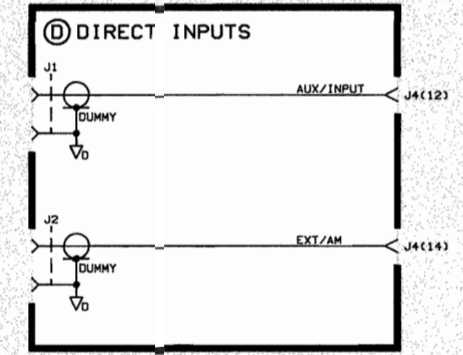 D DIRECT INPUTS
J1
AUX/INPUT
J4(12)
DUMMY
D
J2
EXT/AM
J4(14)
DUMMY
D